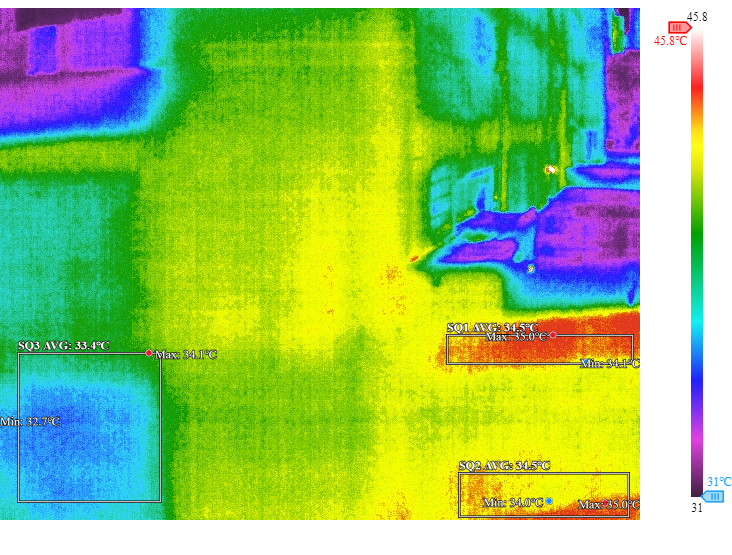 45.8
45.8℃
SQ1 AVG: 34.5℃
Max: 35.0℃
SQ3 AVG: 33.4℃
Max: 34.1℃
Min: 34.1℃
Min: 32.7℃
SQ2 AVG: 34.5℃
31℃
Min: 34.0℃
Max: 35.0℃
31